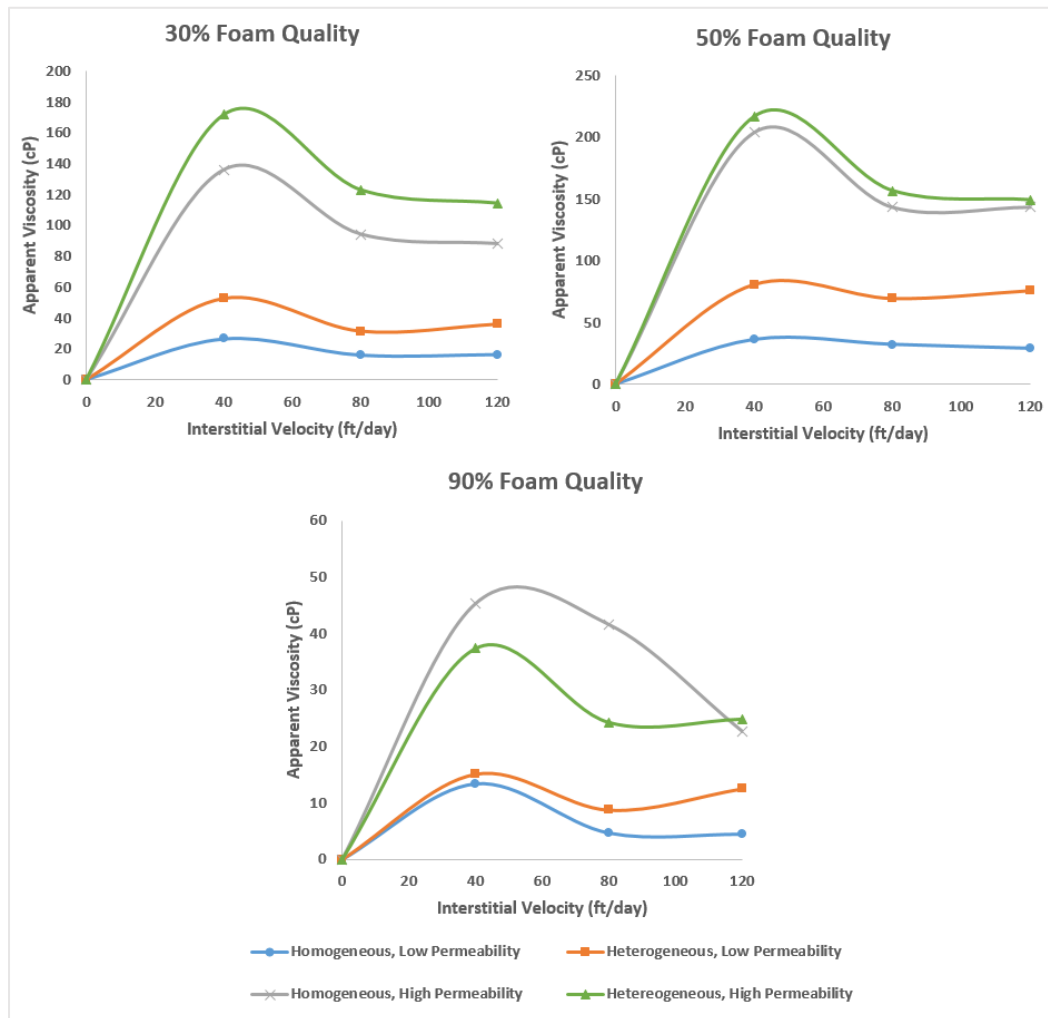 30% Foam Quality
200
180
160
140
120
100
80
60
40
20
0
0 20 40 60 80 100 120
Apparent Viscosity (cP)
Interstitial Velocity (ft/day)
50% Foam Quality
250
200
150
100
50
0
0 20 40 60 80 100 120
Apparent Viscosity (cP)
Interstitial Velocity (ft/day)
90% Foam Quality
60
50
40
30
20
10
0
0 20 40 60 80 100 120
Apparent Viscosity (cP)
Interstitial Velocity (ft/day)
Homogeneous, Low Permeability Heterogeneous, Low Permeability
Homogeneous, High Permeability Hetereogeneous, High Permeability